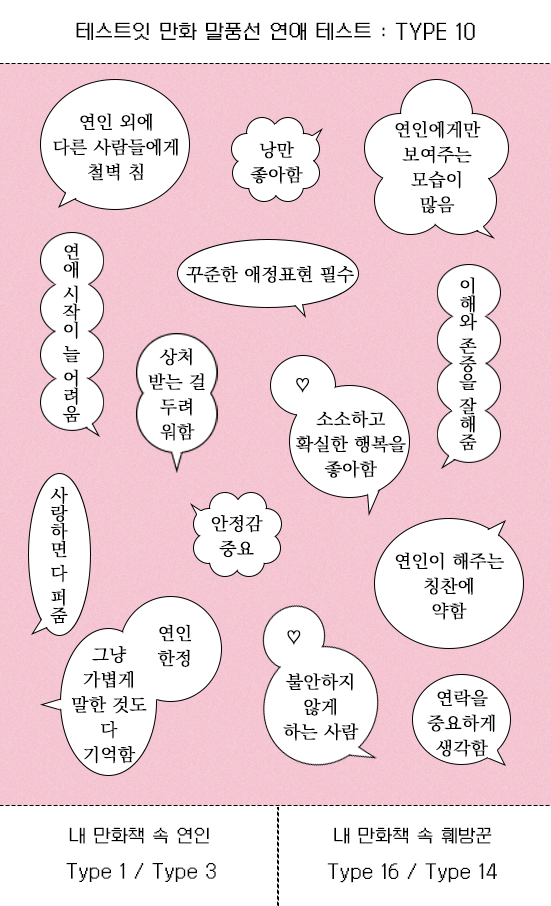 테스트잇 만화 말풍선 연애 테스트 : TYPE 10
연인 외에
다른 사람들에게
철벽 침
낭만
좋아함
연인에게만
보여주는
모습이
많음
연애 시작이 늘 어려움
꾸준한 애정표현 필수
이해와 존중을 잘해줌
상처
받는 걸
두려
워함
♡
소소하고
확실한 행복을
좋아함
사랑하면 다 퍼줌
안정감
중요
연인이 해주는
칭찬에
약함
연인
한정
그냥
가볍게
말한 것도
다
기억함
♡
불안하지
않게
하는 사람
연락을
중요하게
생각함
내 만화책 속 연인
Type 1 / Type 3
내 만화책 속 훼방꾼
Type 16 / Type 14